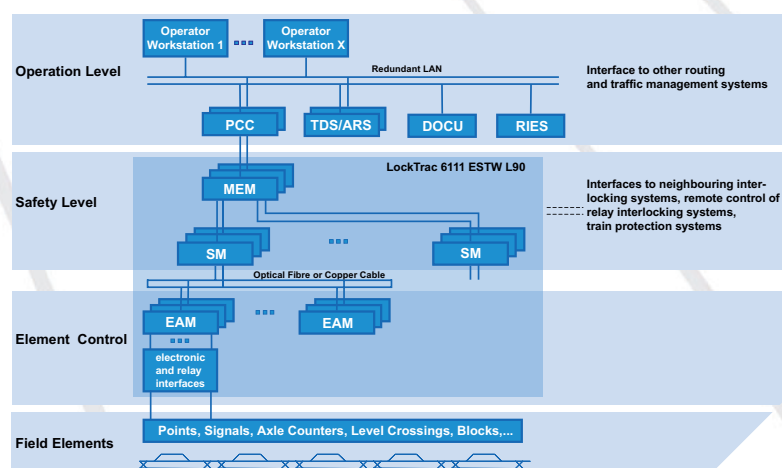 Operator
Workstation 1
Operator
Workstation X
Operation Level
Redundant LAN
Interface to other routing
and traffic management systems
PCC
TDS/ARS
DOCU
RIES
LockTrac 6111 ESTW L90
MEM
Safety Level
Interfaces to neighbouring inter-
locking systems, remote control of
relay interlocking systems,
train protection systems
SM
SM
Optical Fibre or Copper Cable
EAM
EAM
Element Control
electronic
and relay
interfaces
Points, Signals, Axle Counters, Level Crossings, Blocks,...
Field Elements